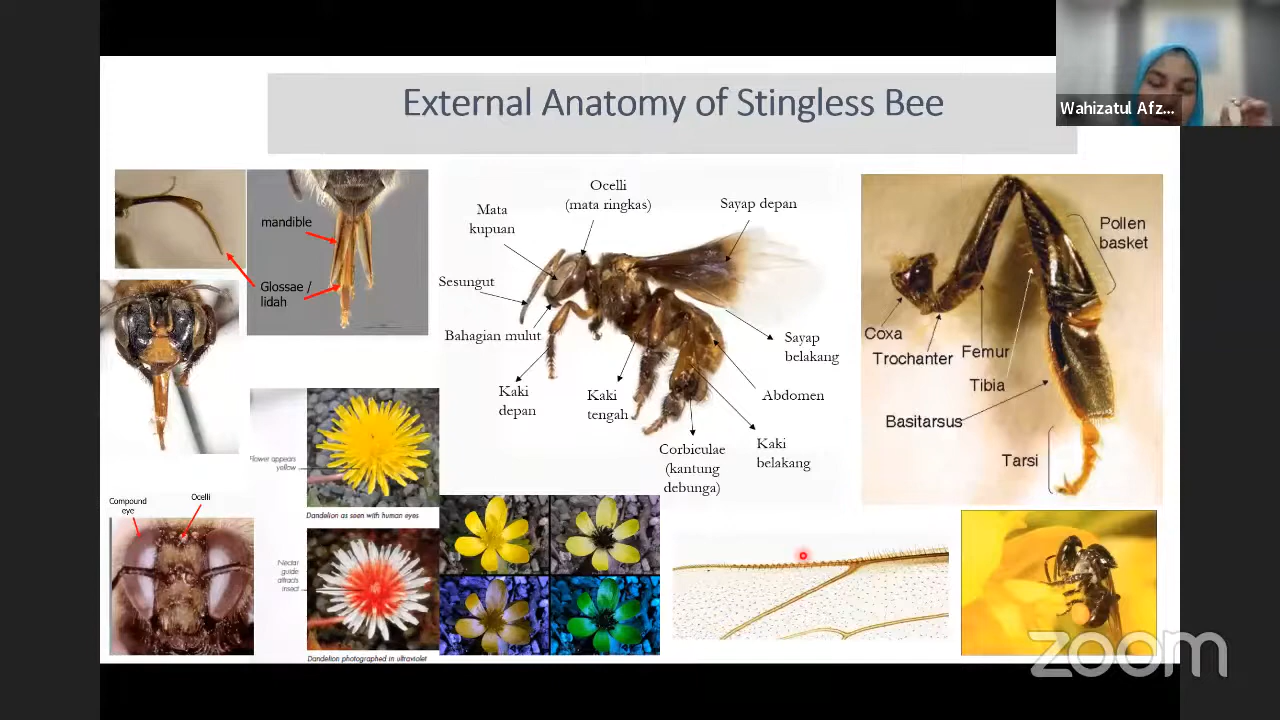 External Anatomy of Stingless Bee
Wahizatul Afz...
mandible
Glossae /
lidah
Ocelli
(mata ringkas)
Mata
kupuan
Sayap depan
Sesungut
Bahagian mulut
Sayap
belakang
Kaki
depan
Kaki
tengah
Abdomen
Corbiculae
(kantung
debunga)
Kaki
belakang
Pollen
basket
Coxa
Trochanter
Femur
Tibia
Basitarsus
Tarsi
Flower appears
yellow
Dandelion as seen with human eyes
Compound
eye
Ocelli
Nectar
guide
attracts
insect
Dandelion photographed in ultraviolet
zoom